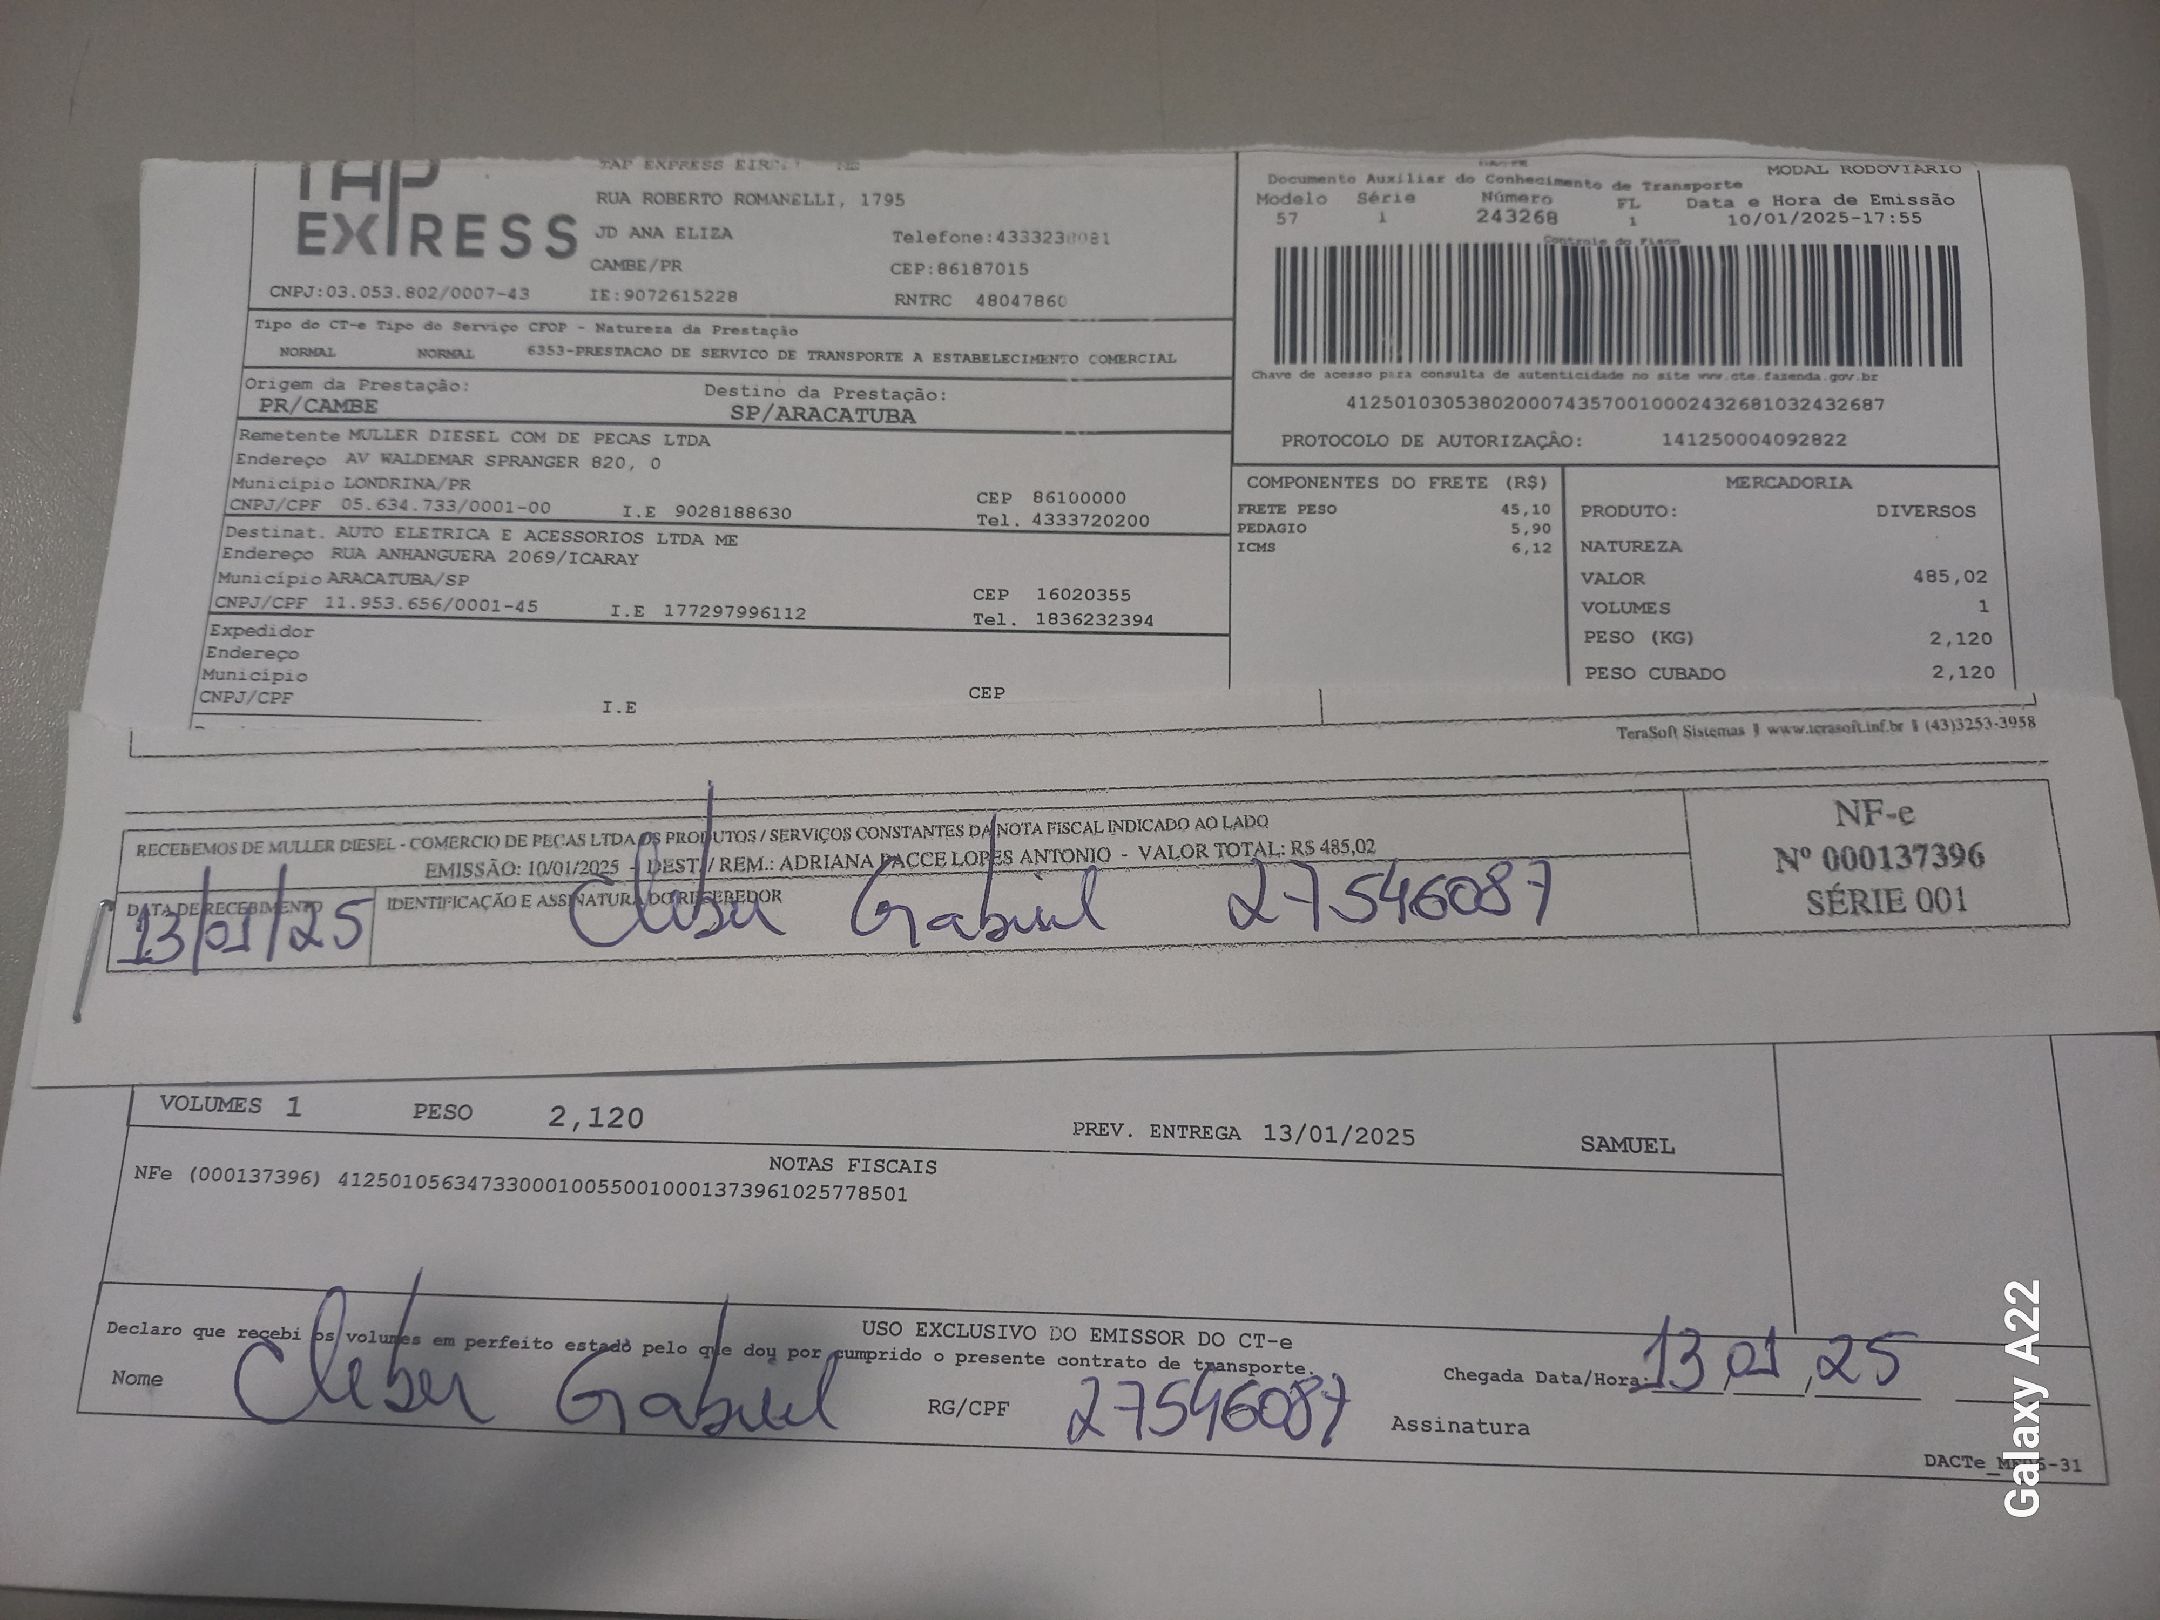 TAP
EXPRESS
TAP EXPRESS
RUA ROBERTO ROMANELLI, 1795
JD ANA ELIZA
CAMBE/PR
Telefone:4333238081
CEP:86187015
CNPJ:03.053.802/0007-43 IE:9072615228 RNTRC 48047860
Tipo do CT-e Tipo do Serviço CFOP - Natureza da Prestação
NORMAL NORMAL 6353-PRESTACAO DE SERVICO DE TRANSPORTE A ESTABELECIMENTO COMERCIAL
Origem da Prestação: Destino da Prestação:
PR/CAMBE SP/ARACATUBA
Remetente MULLER DIESEL COM DE PECAS LTDA
Endereço AV WALDEMAR SPRANGER 820, 0
Município LONDRINA/PR CEP 86100000
CNPJ/CPF 05.634.733/0001-00 I.E 9028188630 Tel. 4333720200
Destinat. AUTO ELETRICA E ACESSORIOS LTDA ME
Endereço RUA ANHANGUERA 2069/ICARAY
Município ARACATUBA/SP CEP 16020355
CNPJ/CPF 11.953.656/0001-45 I.E 177297996112 Tel. 1836232394
Expedidor
Endereço
Município
CNPJ/CPF I.E CEP
MODAL RODOVIARIO
Documento Auxiliar do Conhecimento de Transporte
Modelo Série Número FL Data e Hora de Emissão
57 1 243268 1 10/01/2025-17:55
Controle do Fisco
Chave de acesso para consulta de autenticidade no site www.cte.fazenda.gov.br
41250103053802000743570010002432681032432687
PROTOCOLO DE AUTORIZAÇÃO: 141250004092822
COMPONENTES DO FRETE (R$)
FRETE PESO 45,10
PEDAGIO 5,90
ICMS 6,12
MERCADORIA
PRODUTO: DIVERSOS
NATUREZA
VALOR 485,02
VOLUMES 1
PESO (KG) 2,120
PESO CUBADO 2,120
TeraSoft Sistemas | www.terasoft.inf.br | (43)3253-3958
RECEBEMOS DE MULLER DIESEL - COMERCIO DE PECAS LTDA OS PRODUTOS / SERVIÇOS CONSTANTES DA NOTA FISCAL INDICADO AO LADO
EMISSÃO: 10/01/2025 - DEST. / REM.: ADRIANA PACCE LOPES ANTONIO - VALOR TOTAL: R$ 485,02
DATA DE RECEBIMENTO IDENTIFICAÇÃO E ASSINATURA DO RECEBEDOR
13/01/25 Cleber Gabriel 27546087
NF-e
Nº 000137396
SÉRIE 001
VOLUMES 1 PESO 2,120 PREV. ENTREGA 13/01/2025 SAMUEL
NOTAS FISCAIS
NFe (000137396) 41250105634733000100550010001373961025778501
USO EXCLUSIVO DO EMISSOR DO CT-e
Declaro que recebi os volumes em perfeito estado pelo que dou por cumprido o presente contrato de transporte.
Chegada Data/Hora: 13/01/25
Nome Cleber Gabriel RG/CPF 27546087 Assinatura
Galaxy A22